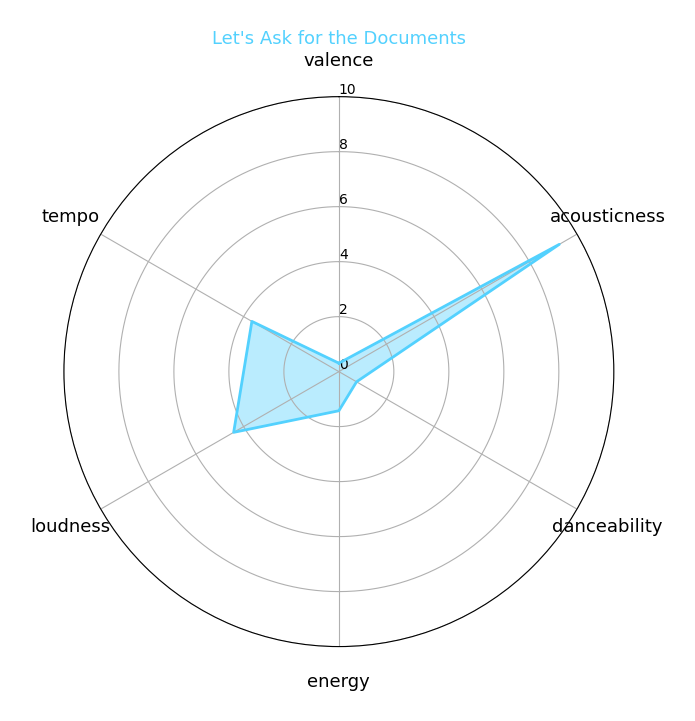 Let's Ask for the Documents
valence
10
8
6
4
2
0
tempo
acousticness
loudness
danceability
energy